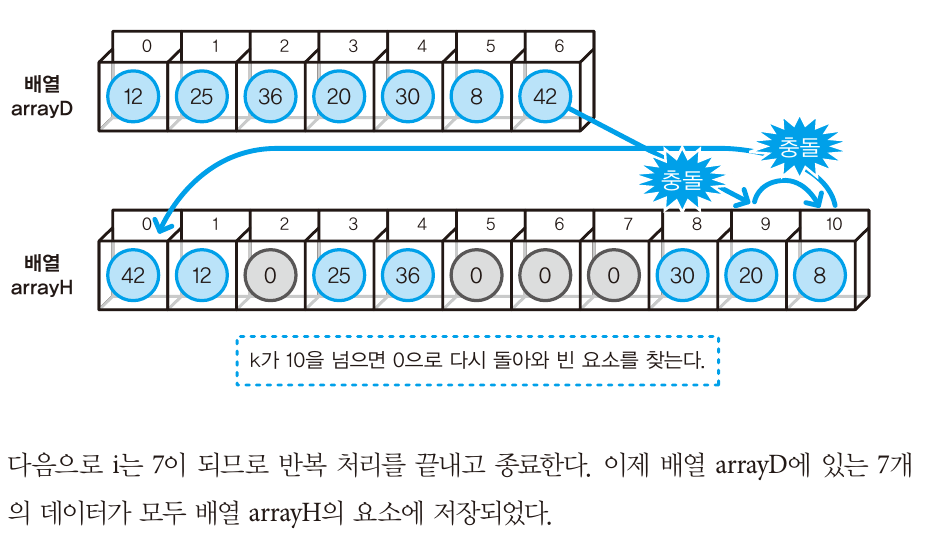 0 1 2 3 4 5 6
배열
arrayD
12 25 36 20 30 8 42
충돌
충돌
0 1 2 3 4 5 6 7 8 9 10
배열
arrayH
42 12 0 25 36 0 0 0 30 20 8
k가 10을 넘으면 0으로 다시 돌아와 빈 요소를 찾는다.
다음으로 i는 7이 되므로 반복 처리를 끝내고 종료한다. 이제 배열 arrayD에 있는 7개
의 데이터가 모두 배열 arrayH의 요소에 저장되었다.